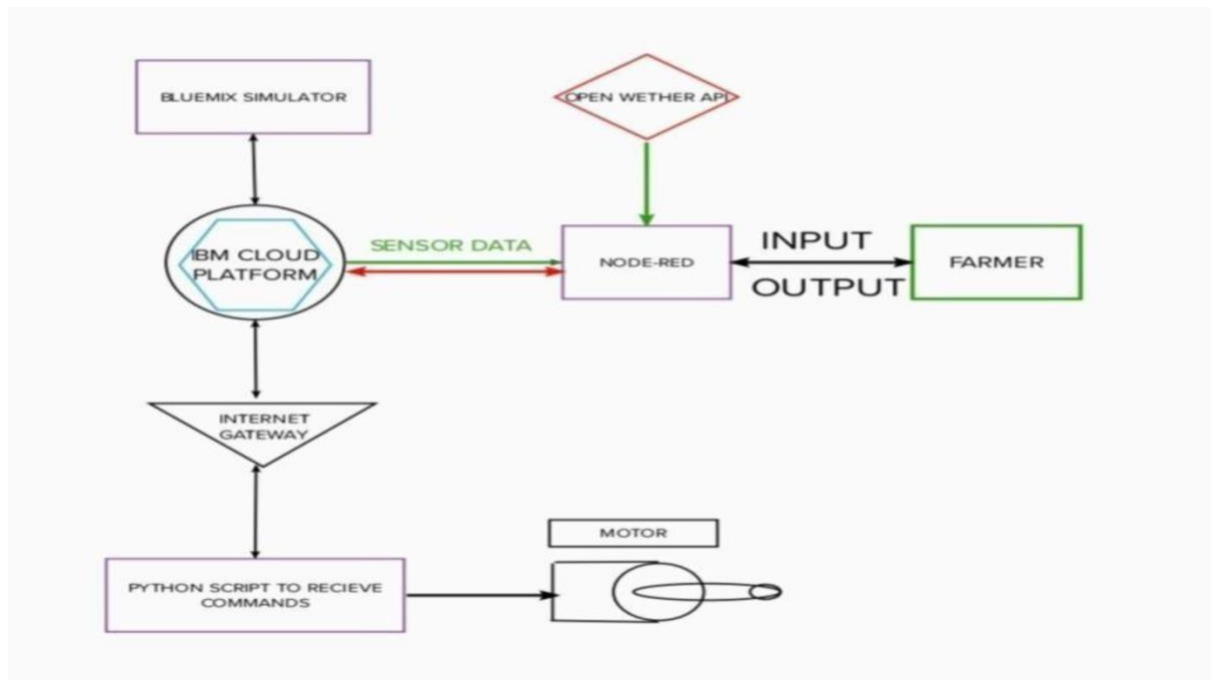 BLUEMIX SIMULATOR
OPEN WETHER API
IBM CLOUD
PLATFORM
SENSOR DATA
NODE-RED
INPUT
OUTPUT
FARMER
INTERNET
GATEWAY
MOTOR
PYTHON SCRIPT TO RECIEVE
COMMANDS